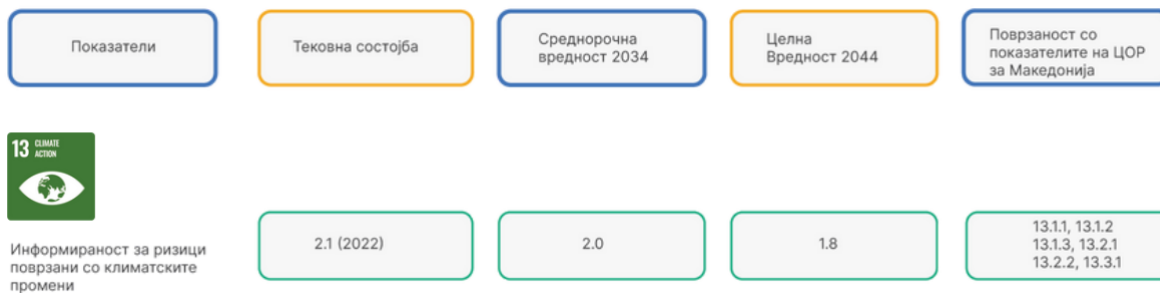 Показатели
Тековна состојба
Среднорочна
вредност 2034
Целна
Вредност 2044
Поврзаност со
показателите на ЦОР
за Македонија
13 CLIMATE
ACTION
Информираност за ризици
поврзани со климатските
промени
2.1 (2022)
2.0
1.8
13.1.1, 13.1.2
13.1.3, 13.2.1
13.2.2, 13.3.1